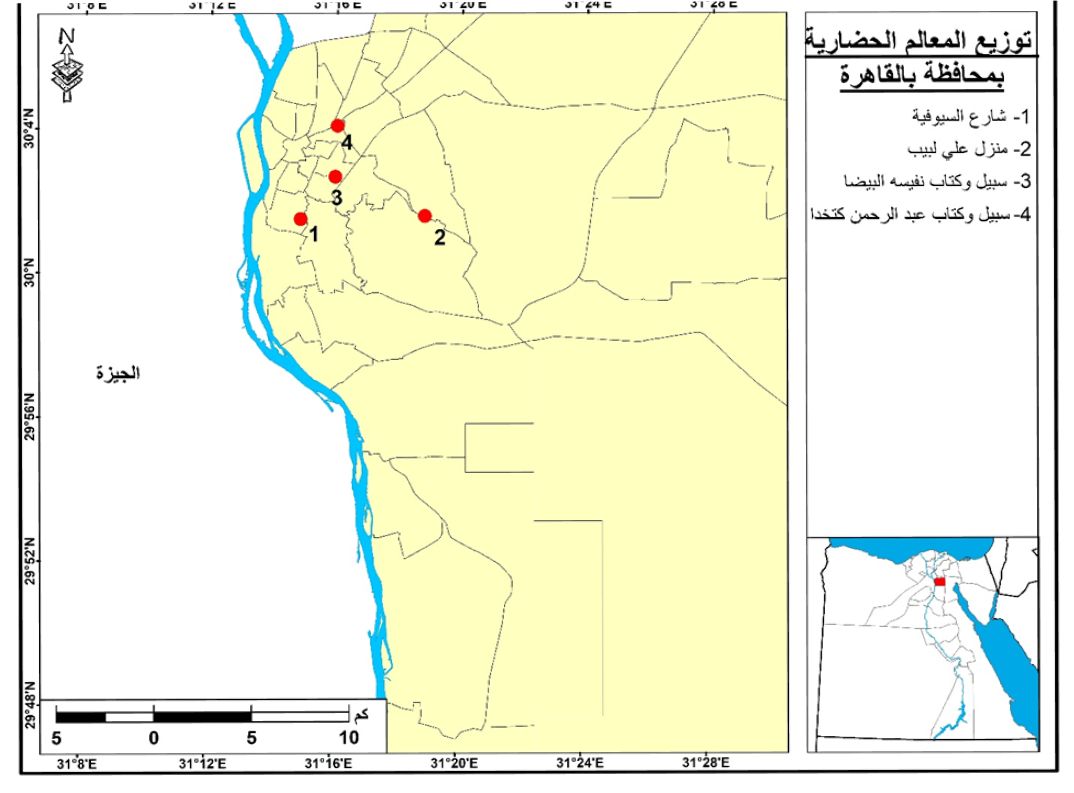 31°8'E 31°12'E 31°16'E 31°20'E 31°24'E 31°28'E
N
توزيع المعالم الحضارية
بمحافظة بالقاهرة
1- شارع السيوفية
2- منزل علي لبيب
3- سبيل وكتاب نفيسه البيضا
4- سبيل وكتاب عبد الرحمن كتخدا
30°4'N
30°N
29°56'N
29°52'N
29°48'N
4
3
1
2
الجيزة
كم
5 0 5 10
31°8'E 31°12'E 31°16'E 31°20'E 31°24'E 31°28'E